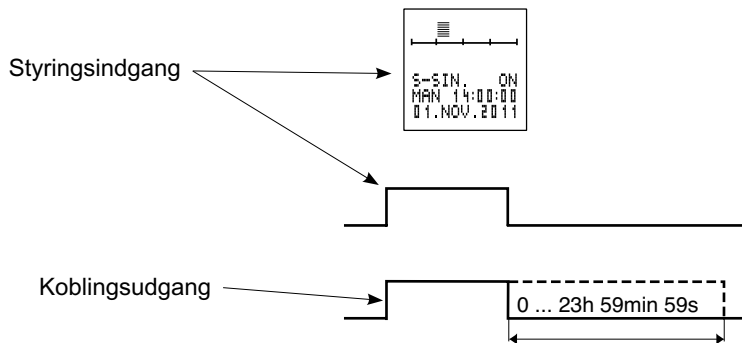 Styringsindgang
S-SIN. ON
MAN 14:00:00
01.NOV.2011
Koblingsudgang
0 ... 23h 59min 59s